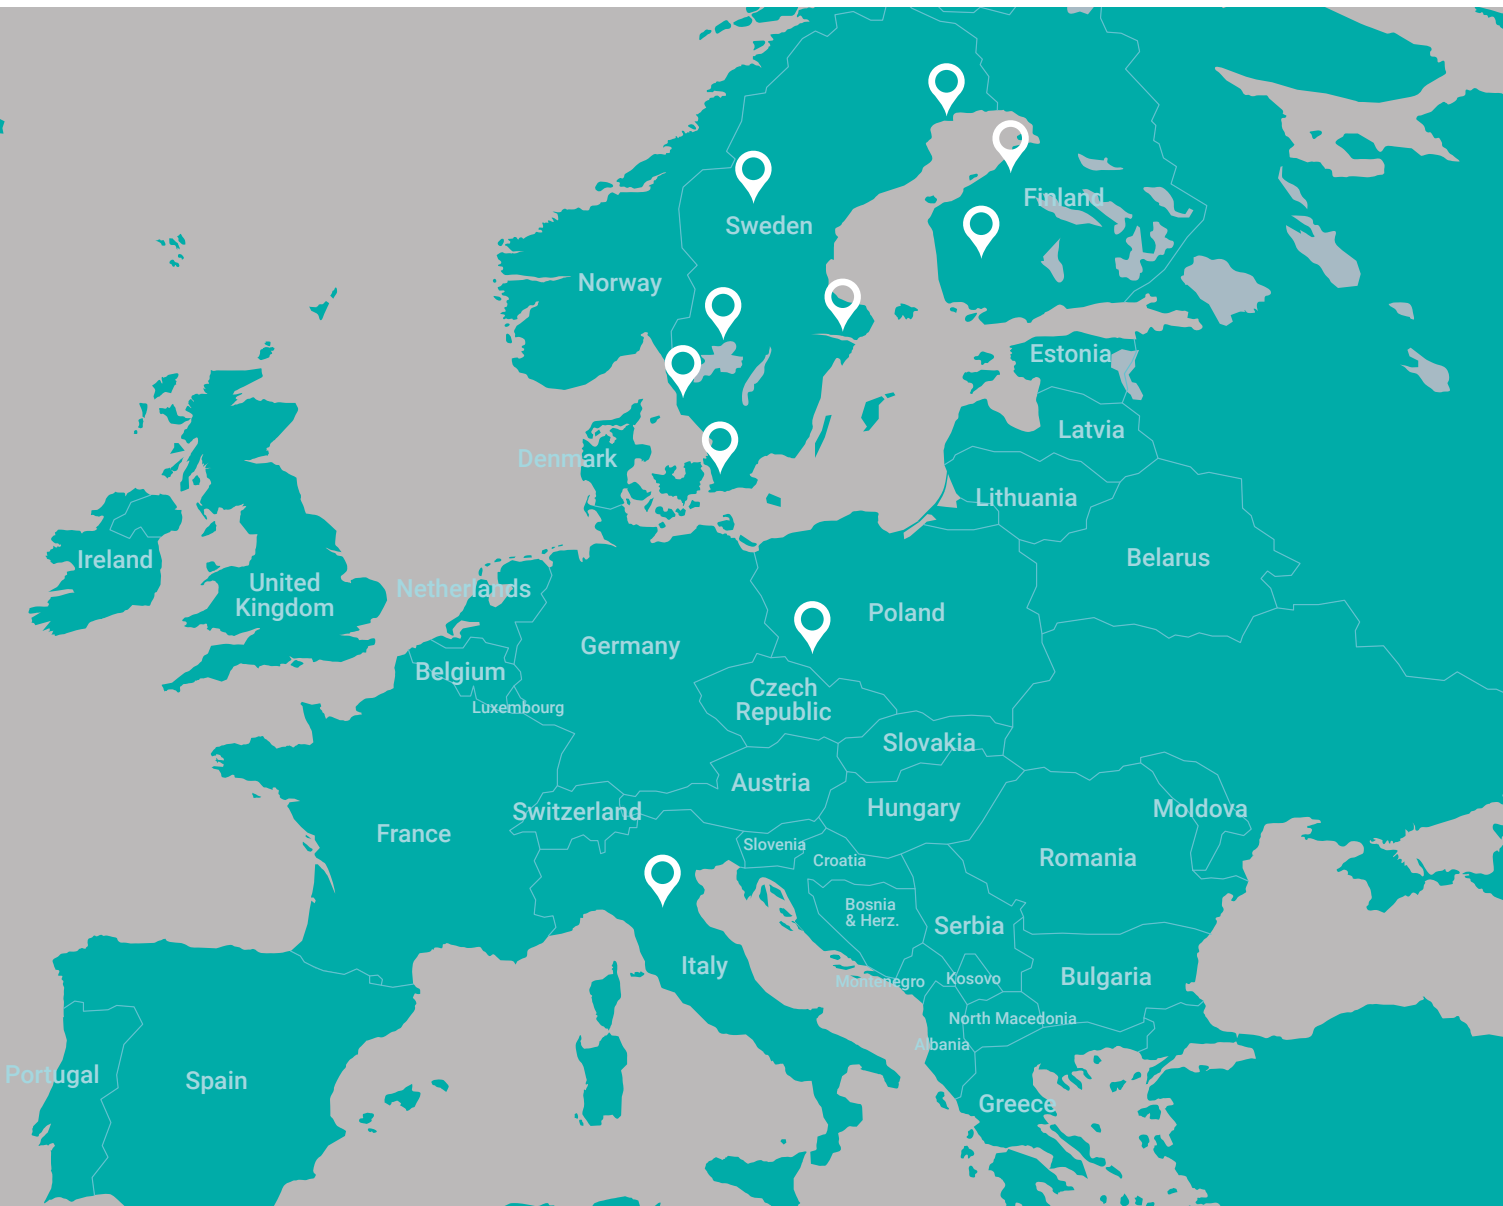 Finland
Sweden
Norway
Estonia
Latvia
Denmark
Lithuania
Ireland
Belarus
United
Kingdom
Netherlands
Poland
Germany
Belgium
Czech
Republic
Luxembourg
Slovakia
Austria
Switzerland
Hungary
Moldova
France
Slovenia
Croatia
Romania
Bosnia
& Herz.
Serbia
Italy
Montenegro
Kosovo
Bulgaria
North Macedonia
Albania
Portugal
Spain
Greece